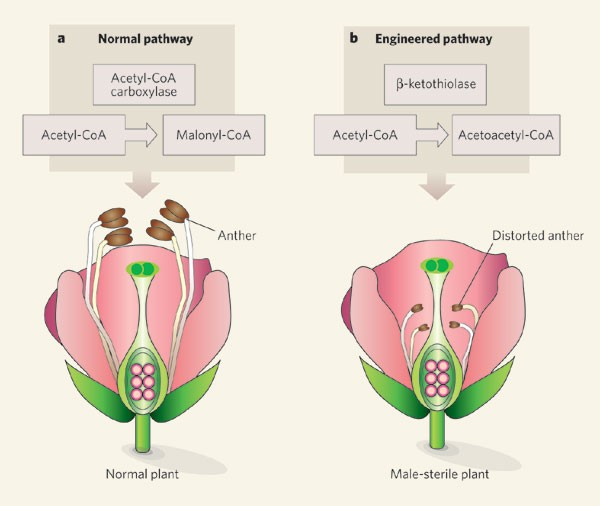 a Normal pathway
Acetyl-CoA
carboxylase
Acetyl-CoA
Malonyl-CoA
Anther
Normal plant
b Engineered pathway
β-ketothiolase
Acetyl-CoA
Acetoacetyl-CoA
Distorted anther
Male-sterile plant